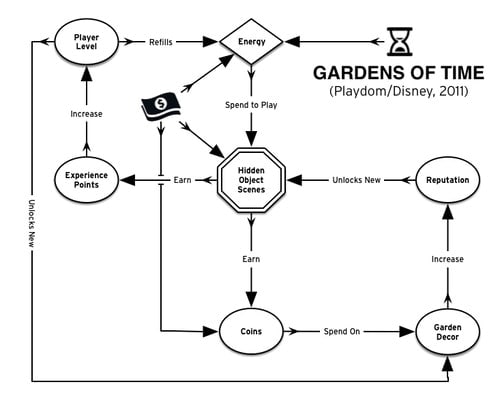 Player
Level
Refills
Energy
GARDENS OF TIME
(Playdom/Disney, 2011)
$
Spend to Play
Increase
Experience
Points
Earn
Hidden
Object
Scenes
Unlocks New
Reputation
Unlocks New
Earn
Increase
Coins
Spend On
Garden
Decor